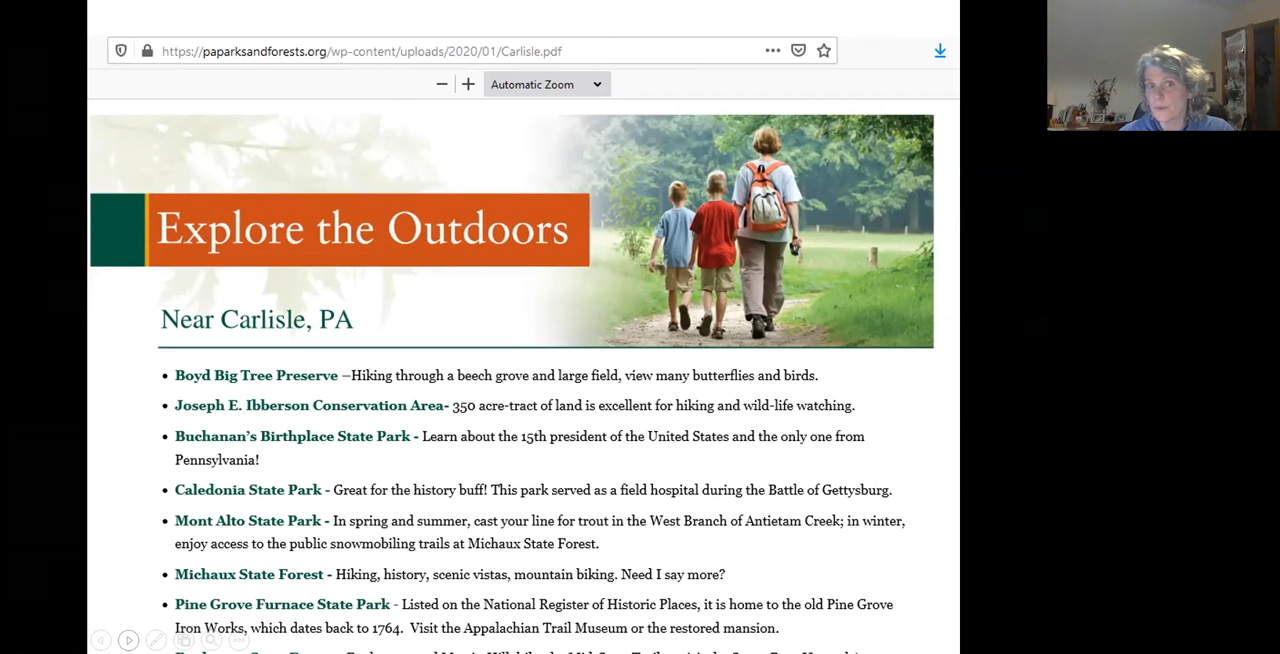 https://paparksandforests.org/wp-content/uploads/2020/01/Carlisle.pdf
Automatic Zoom
Explore the Outdoors
Near Carlisle, PA
• Boyd Big Tree Preserve –Hiking through a beech grove and large field, view many butterflies and birds.
• Joseph E. Ibberson Conservation Area- 350 acre-tract of land is excellent for hiking and wild-life watching.
• Buchanan's Birthplace State Park - Learn about the 15th president of the United States and the only one from
Pennsylvania!
• Caledonia State Park - Great for the history buff! This park served as a field hospital during the Battle of Gettysburg.
• Mont Alto State Park - In spring and summer, cast your line for trout in the West Branch of Antietam Creek; in winter,
enjoy access to the public snowmobiling trails at Michaux State Forest.
• Michaux State Forest - Hiking, history, scenic vistas, mountain biking. Need I say more?
• Pine Grove Furnace State Park - Listed on the National Register of Historic Places, it is home to the old Pine Grove
Iron Works, which dates back to 1764. Visit the Appalachian Trail Museum or the restored mansion.